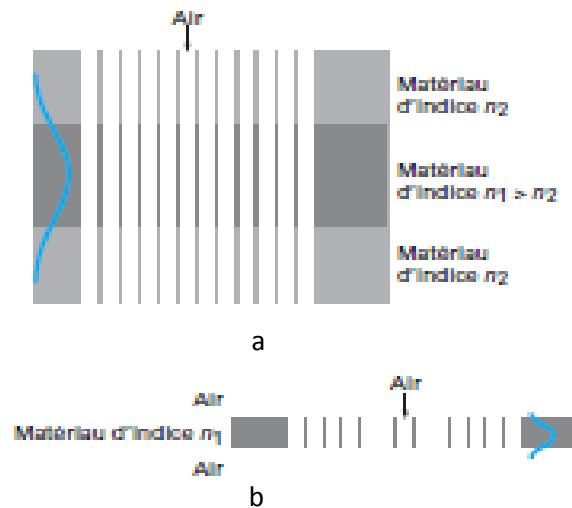 Air
Matériau
d'indice n2
Matériau
d'indice n1 > n2
Matériau
d'indice n2
a
Air
Air
Matériau d'indice n1
Air
b